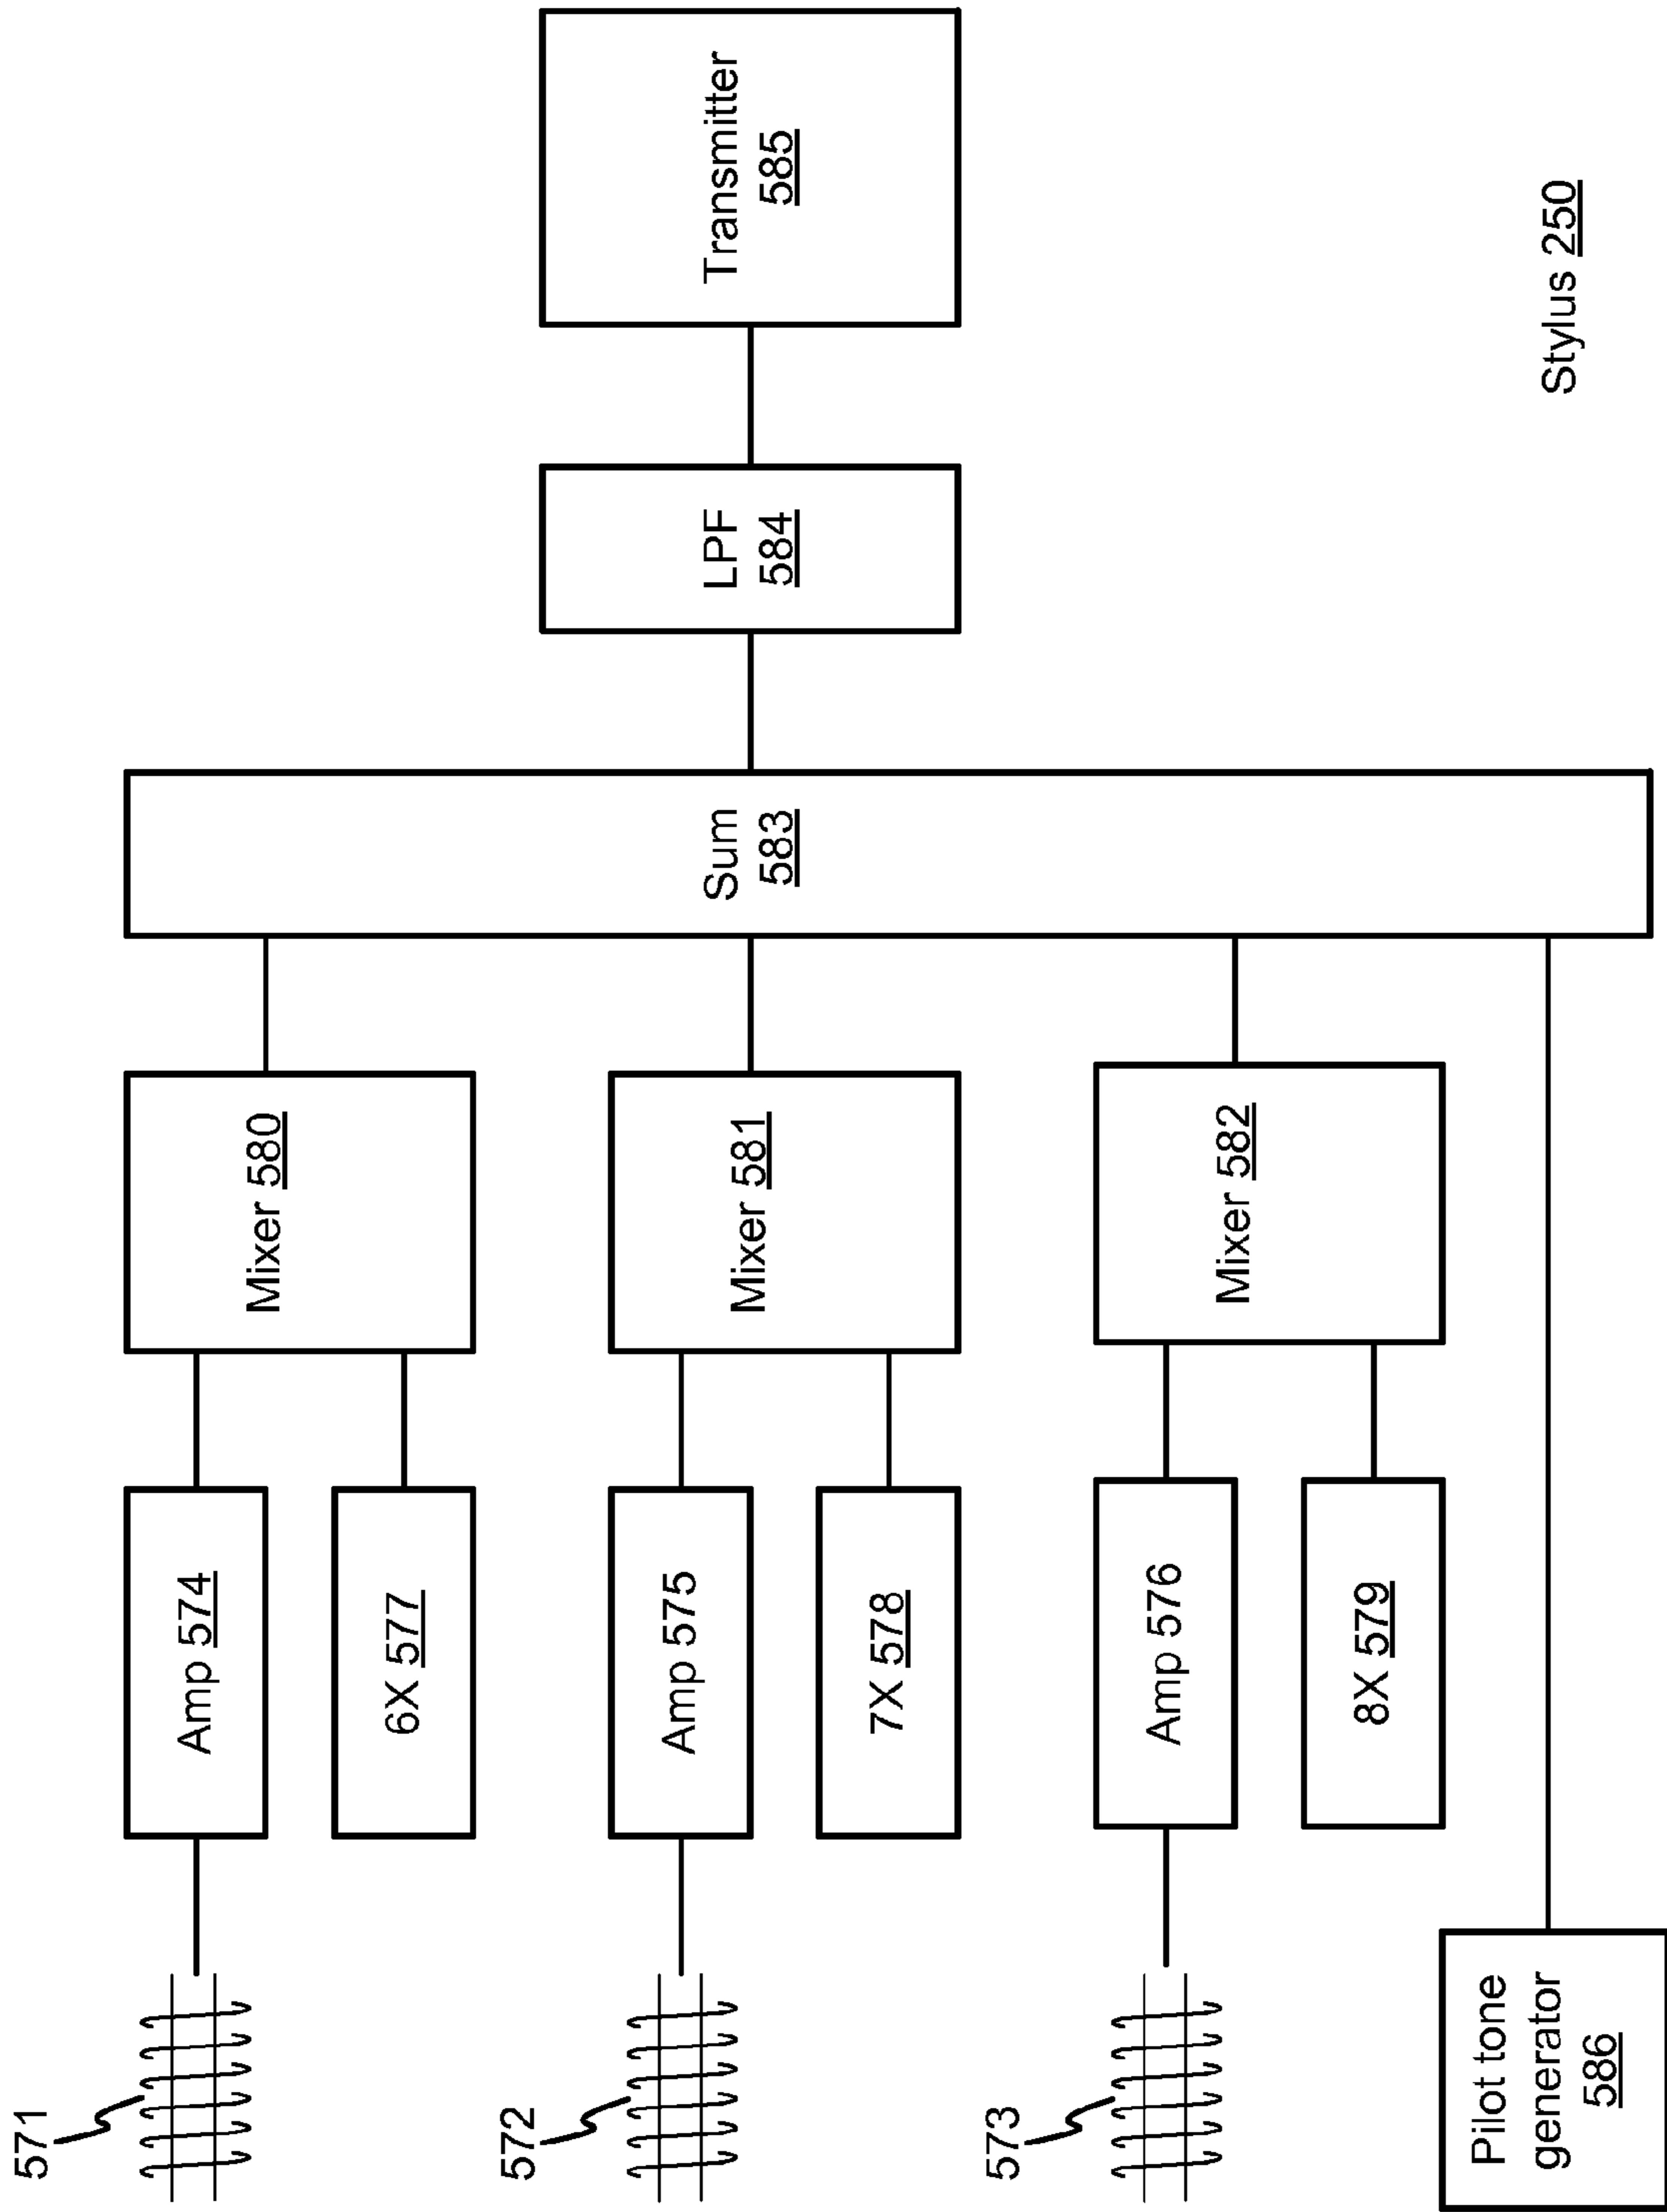 571
Amp 574
6X 577
Mixer 580
572
Amp 575
7X 578
Mixer 581
573
Amp 576
8X 579
Mixer 582
Pilot tone
generator
586
Sum
583
LPF
584
Transmitter
585
Stylus 250